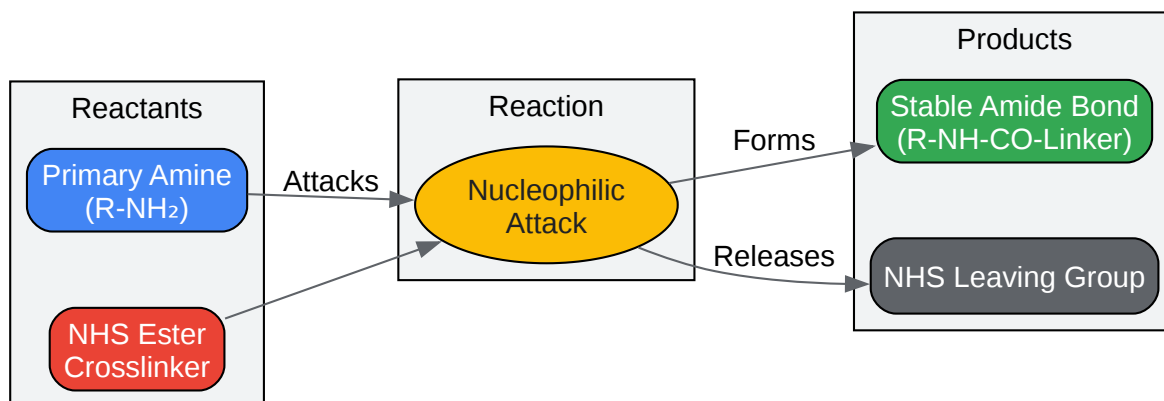 Reactants
Primary Amine
(R-NH₂)
NHS Ester
Crosslinker
Attacks
Reaction
Nucleophilic
Attack
Forms
Releases
Products
Stable Amide Bond
(R-NH-CO-Linker)
NHS Leaving Group